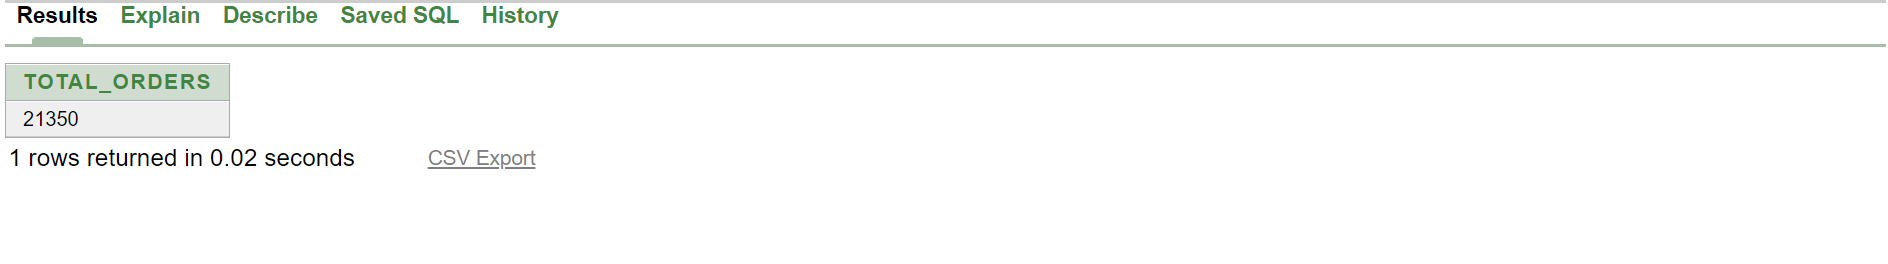 Results Explain Describe Saved SQL History
TOTAL_ORDERS
21350
1 rows returned in 0.02 seconds CSV Export